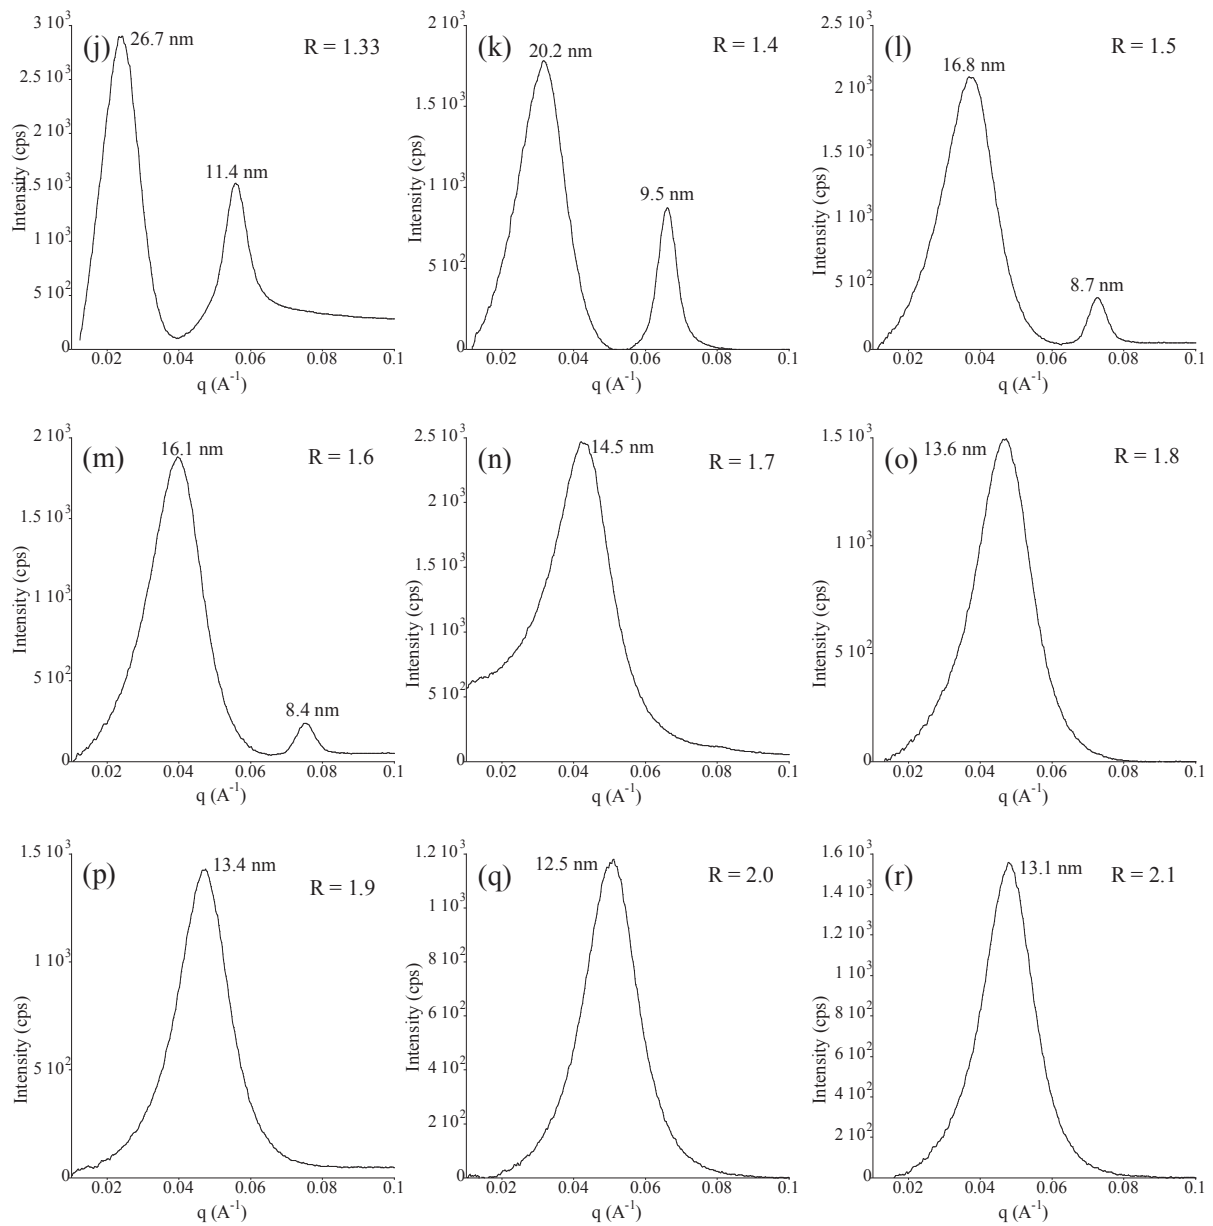 (j) 26.7 nm R = 1.33
3 10³
2.5 10³
2 10³
1.5 10³
1 10³
5 10²
0
11.4 nm
Intensity (cps)
0.02 0.04 0.06 0.08 0.1
q (A⁻¹)
(k) 20.2 nm R = 1.4
2 10³
1.5 10³
1 10³
5 10²
0
9.5 nm
Intensity (cps)
0.02 0.04 0.06 0.08 0.1
q (A⁻¹)
(l) 16.8 nm R = 1.5
2.5 10³
2 10³
1.5 10³
1 10³
5 10²
0
8.7 nm
Intensity (cps)
0.02 0.04 0.06 0.08 0.1
q (A⁻¹)
(m) 16.1 nm R = 1.6
2 10³
1.5 10³
1 10³
5 10²
0
8.4 nm
Intensity (cps)
0.02 0.04 0.06 0.08 0.1
q (A⁻¹)
(n) 14.5 nm R = 1.7
2.5 10³
2 10³
1.5 10³
1 10³
5 10²
0
Intensity (cps)
0.02 0.04 0.06 0.08 0.1
q (A⁻¹)
(o) 13.6 nm R = 1.8
1.5 10³
1 10³
5 10²
0
Intensity (cps)
0.02 0.04 0.06 0.08 0.1
q (A⁻¹)
(p) 13.4 nm R = 1.9
1.5 10³
1 10³
5 10²
0
Intensity (cps)
0.02 0.04 0.06 0.08 0.1
q (A⁻¹)
(q) 12.5 nm R = 2.0
1.2 10³
1 10³
8 10²
6 10²
4 10²
2 10²
0
Intensity (cps)
0.02 0.04 0.06 0.08 0.1
q (A⁻¹)
(r) 13.1 nm R = 2.1
1.6 10³
1.4 10³
1.2 10³
1 10³
8 10²
6 10²
4 10²
2 10²
0
Intensity (cps)
0.02 0.04 0.06 0.08 0.1
q (A⁻¹)